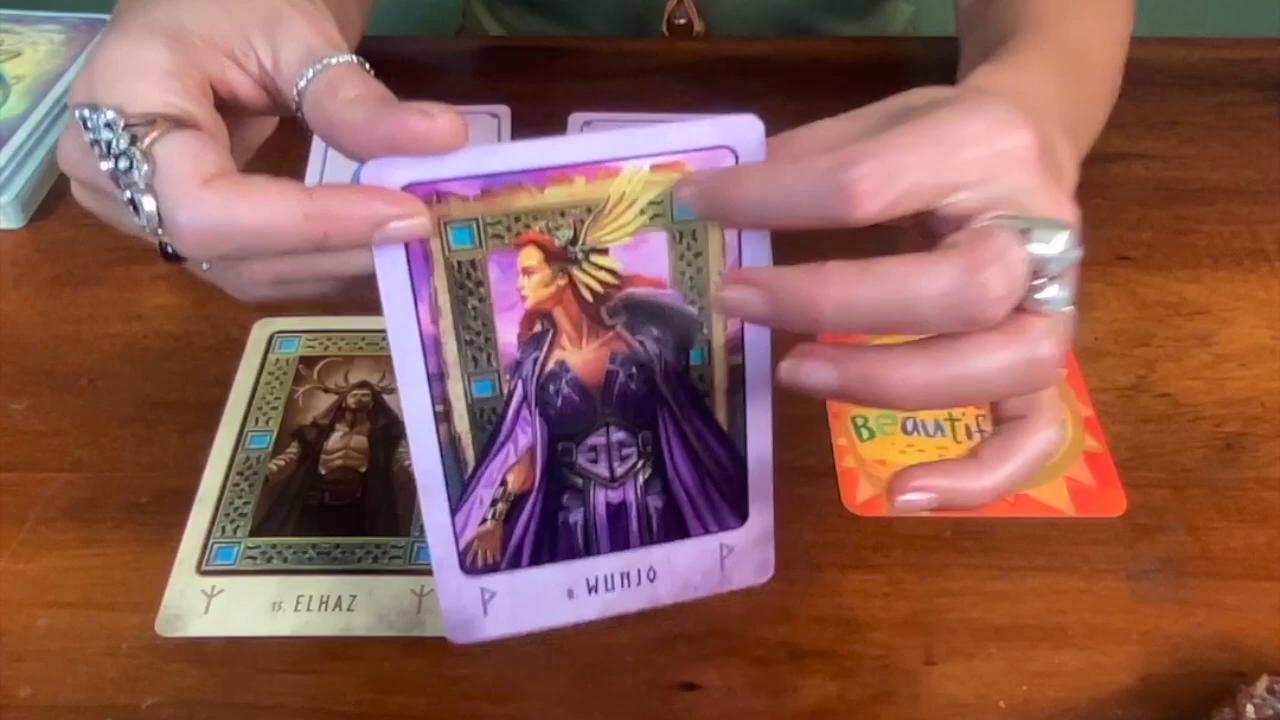 Beautif
15. ELHAZ
ᛉ ᛉ
8. WUNJO
ᚹ ᚹ